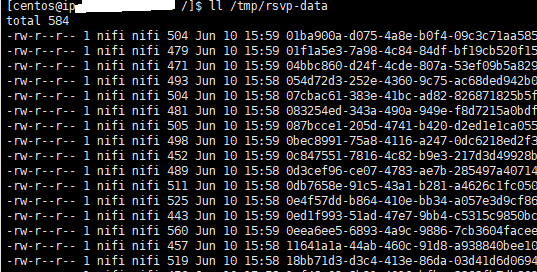 [centos@ip /]$ ll /tmp/rsvp-data
total 584
-rw-r--r-- 1 nifi nifi 504 Jun 10 15:59 01ba900a-d075-4a8e-b0f4-09c3c71aa585
-rw-r--r-- 1 nifi nifi 479 Jun 10 15:59 01f1a5e3-7a98-4c84-84df-bf19cb520f15
-rw-r--r-- 1 nifi nifi 471 Jun 10 15:59 04bbc860-d24f-4cde-807a-53ef09b5a829
-rw-r--r-- 1 nifi nifi 493 Jun 10 15:58 054d72d3-252e-4360-9c75-ac68ded942b0
-rw-r--r-- 1 nifi nifi 504 Jun 10 15:58 07cbac61-383e-41bc-ad82-826871825b5f
-rw-r--r-- 1 nifi nifi 481 Jun 10 15:58 083254ed-343a-490a-949e-f8d7215a0bdf
-rw-r--r-- 1 nifi nifi 505 Jun 10 15:59 087bcce1-205d-4741-b420-d2ed1e1ca055
-rw-r--r-- 1 nifi nifi 498 Jun 10 15:59 0bec8991-75a8-4116-a247-0dc6218ed2f3
-rw-r--r-- 1 nifi nifi 452 Jun 10 15:59 0c847551-7816-4c82-b9e3-217d3d49928b
-rw-r--r-- 1 nifi nifi 489 Jun 10 15:58 0d3cef96-ce07-4783-ae7b-285497a40714
-rw-r--r-- 1 nifi nifi 511 Jun 10 15:58 0db7658e-91c5-43a1-b281-a4626c1fc050
-rw-r--r-- 1 nifi nifi 525 Jun 10 15:58 0e4f57dd-b864-410e-bb34-a057e3d9cf86
-rw-r--r-- 1 nifi nifi 443 Jun 10 15:59 0ed1f993-51ad-47e7-9bb4-c5315c9850bc
-rw-r--r-- 1 nifi nifi 560 Jun 10 15:59 0eea6ee5-6893-4a9c-9886-7cb3604facee
-rw-r--r-- 1 nifi nifi 457 Jun 10 15:58 11641a1a-44ab-460c-91d8-a938840bee10
-rw-r--r-- 1 nifi nifi 519 Jun 10 15:58 18bb71d3-d3c4-413e-86da-03d41d6d0694